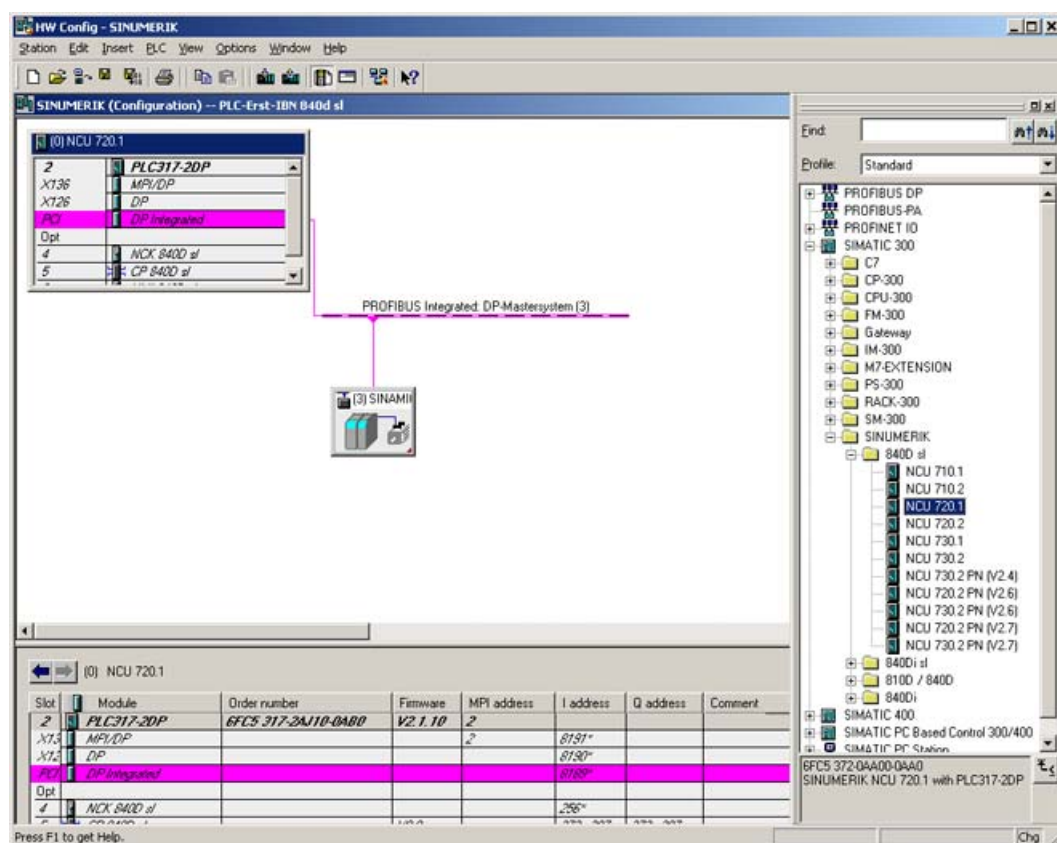 HW Config - SINUMERIK
Station Edit Insert PLC View Options Window Help
SINUMERIK (Configuration) -- PLC-Erst-IBN 840d sl
(0) NCU 720.1
2 PLC317-2DP
X136 MPI/DP
X126 DP
PCI DP Integrated
Opt
4 NCK 840D sl
5 CP 840D sl
PROFIBUS Integrated: DP-Mastersystem (3)
(3) SINAMI
(0) NCU 720.1
Slot Module Order number Firmware MPI address I address Q address Comment
2 PLC317-2DP 6FC5 317-2AJ10-0AB0 V2.1.10 2
X13 MPI/DP 2 8191*
X12 DP 8190*
PCI DP Integrated 8189*
Opt
4 NCK 840D sl 256*
Find:
Profile: Standard
PROFIBUS DP
PROFIBUS-PA
PROFINET IO
SIMATIC 300
C7
CP-300
CPU-300
FM-300
Gateway
IM-300
M7-EXTENSION
PS-300
RACK-300
SM-300
SINUMERIK
840D sl
NCU 710.1
NCU 710.2
NCU 720.1
NCU 720.2
NCU 730.1
NCU 730.2
NCU 730.2 PN (V2.4)
NCU 720.2 PN (V2.6)
NCU 730.2 PN (V2.6)
NCU 720.2 PN (V2.7)
NCU 730.2 PN (V2.7)
840Di sl
810D / 840D
840Di
SIMATIC 400
SIMATIC PC Based Control 300/400
SIMATIC PC Station
6FC5 372-0AA00-0AA0
SINUMERIK NCU 720.1 with PLC317-2DP
Press F1 to get Help.
Chg